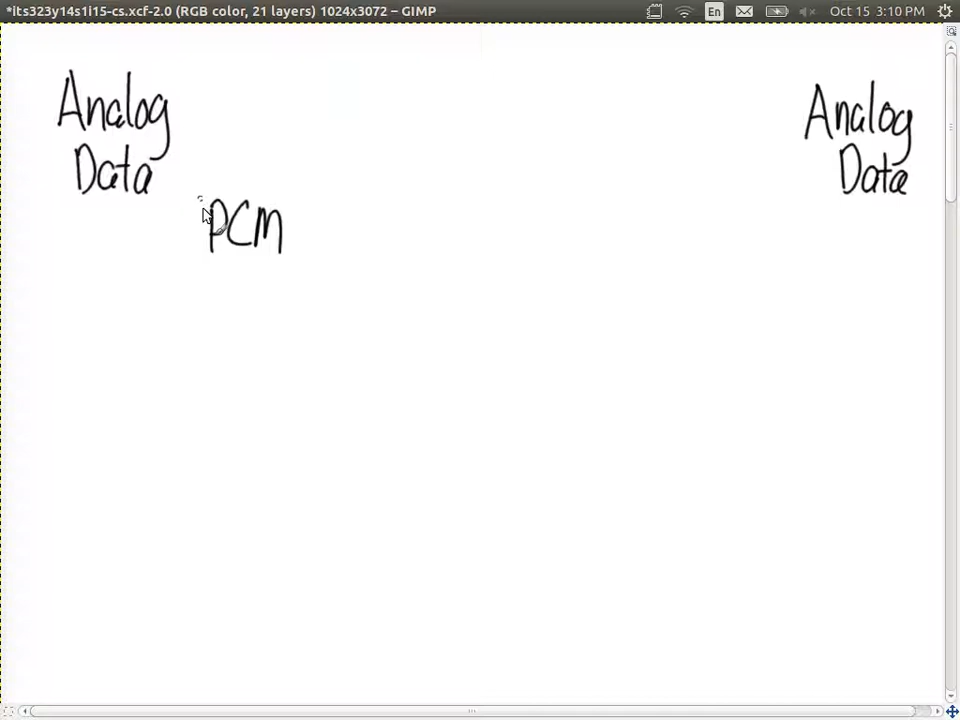 *its323y14s1l15-cs.xcf-2.0 (RGB color, 21 layers) 1024x3072 – GIMP
En
Oct 15 3:10 PM
Analog
Data
Analog
Data
PCM